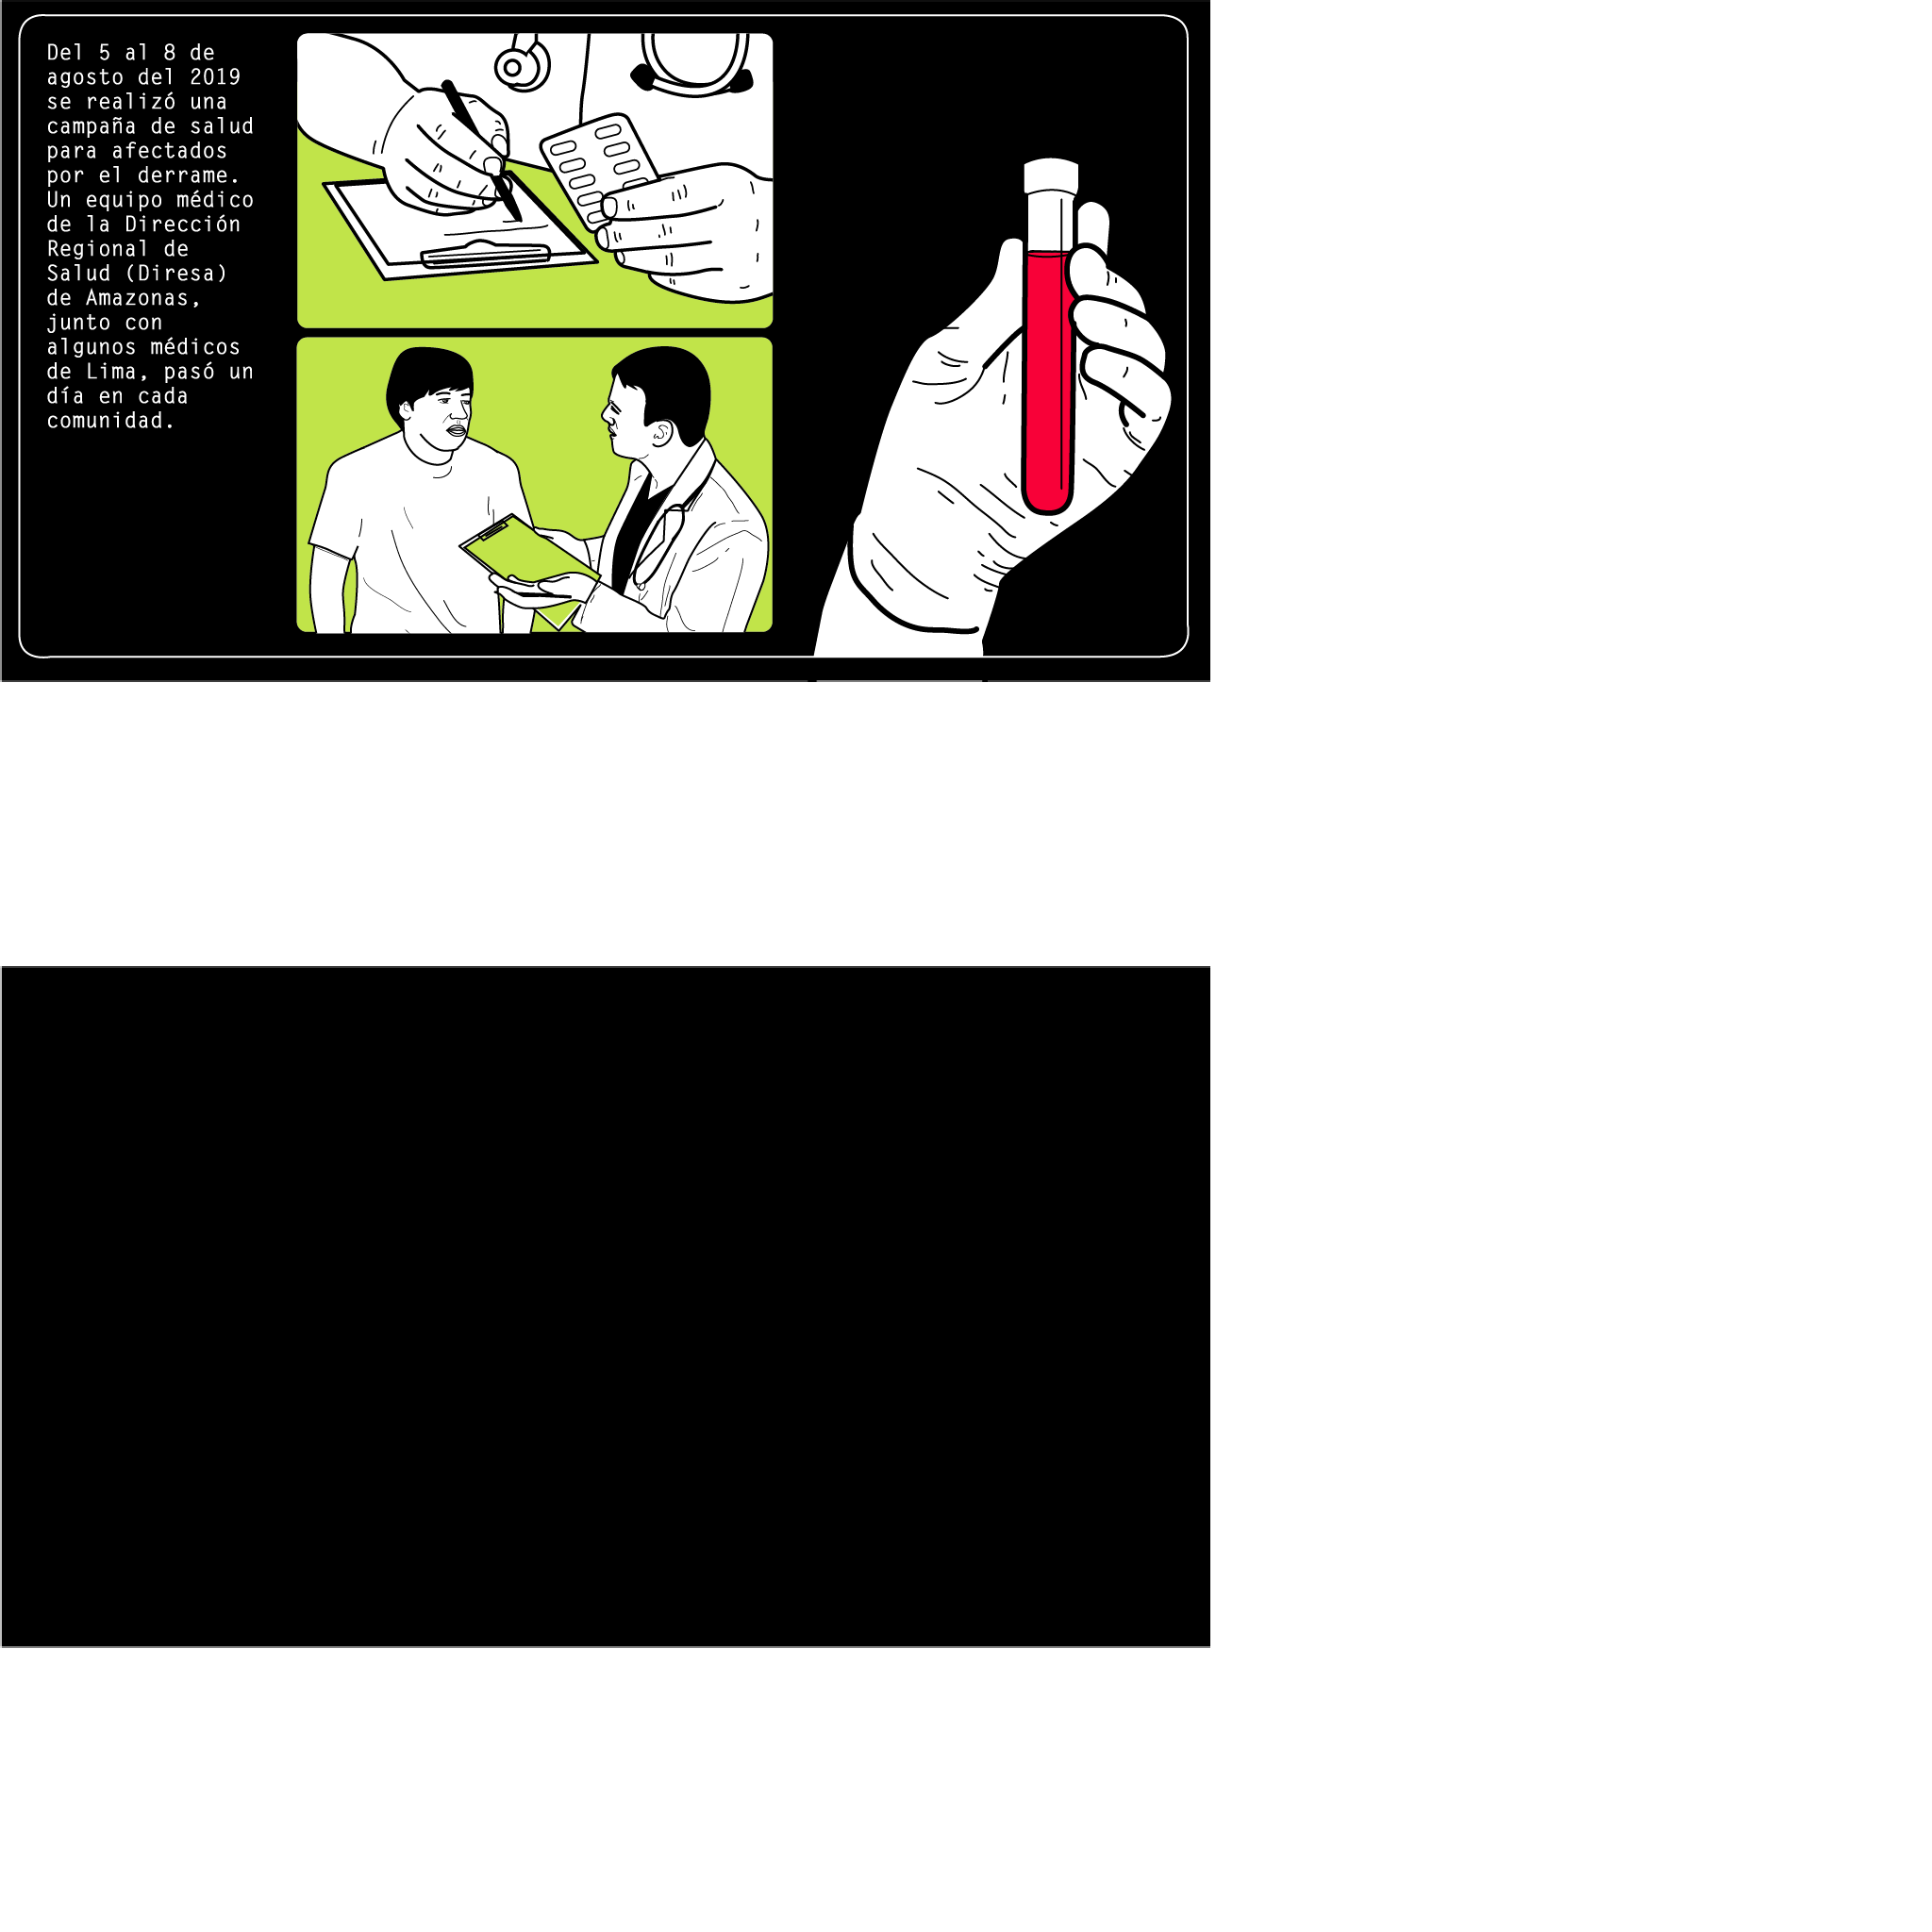 Del 5 al 8 de
agosto del 2019
se realizó una
campaña de salud
para afectados
por el derrame.
Un equipo médico
de la Dirección
Regional de
Salud (Diresa)
de Amazonas,
junto con
algunos médicos
de Lima, pasó un
día en cada
comunidad.